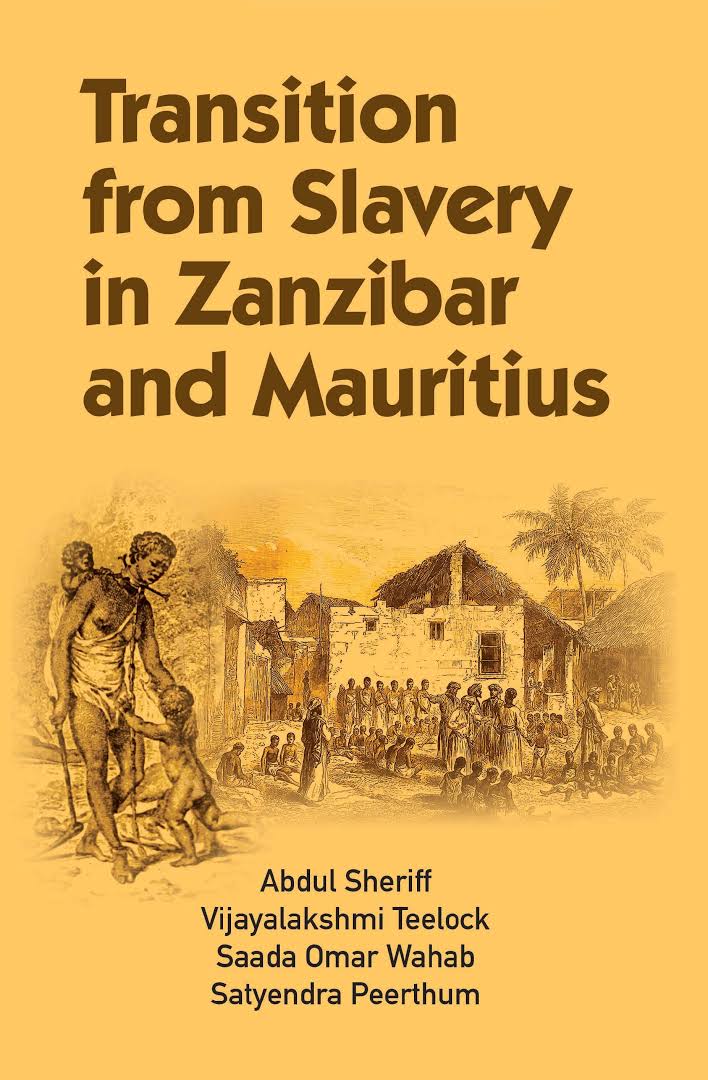 Transition
from Slavery
in Zanzibar
and Mauritius
Abdul Sheriff
Vijayalakshmi Teelock
Saada Omar Wahab
Satyendra Peerthum